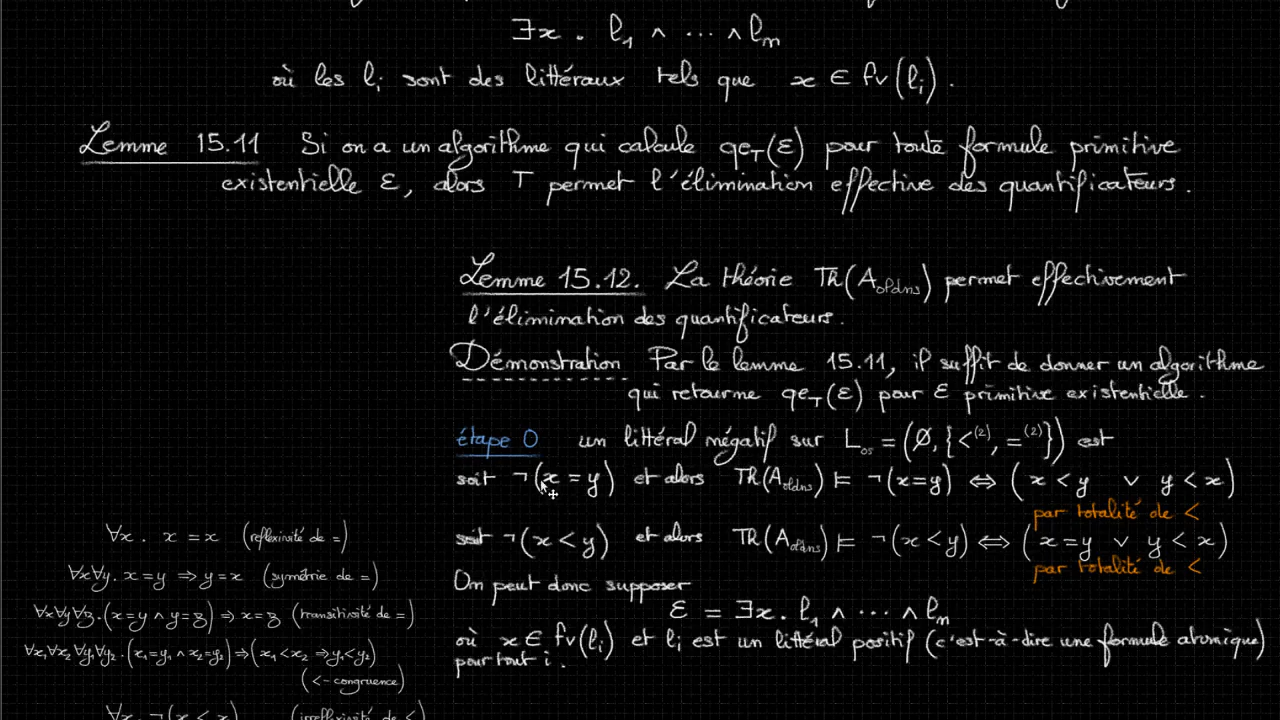 ∃x . l₁ ∧ ⋯ ∧ lₘ
où les lᵢ sont des littéraux tels que x ∈ fv(lᵢ).
Lemme 15.11 Si on a un algorithme qui calcule qe_T(ε) pour toute formule primitive
existentielle ε, alors T permet l'élimination effective des quantificateurs.
Lemme 15.12. La théorie Th(A_oldns) permet effectivement
l'élimination des quantificateurs.
Démonstration Par le lemme 15.11, il suffit de donner un algorithme
qui retourne qe_T(ε) pour ε primitive existentielle.
étape 0 un littéral négatif sur L_os = (∅, {<⁽²⁾, =⁽²⁾}) est
soit ¬(x = y) et alors Th(A_oldns) ⊨ ¬(x=y) ⇔ (x < y ∨ y < x)
par totalité de <
soit ¬(x < y) et alors Th(A_oldns) ⊨ ¬(x < y) ⇔ (x = y ∨ y < x)
par totalité de <
On peut donc supposer
ε = ∃x. l₁ ∧ ⋯ ∧ lₘ
où x ∈ fv(lᵢ) et lᵢ est un littéral positif (c'est-à-dire une formule atomique)
pour tout i.
∀x. x = x (reflexivité de =)
∀x∀y. x=y ⇒ y=x (symétrie de =)
∀x∀y∀z.(x=y ∧ y=z) ⇒ x=z (transitivité de =)
∀x₁∀x₂∀y₁∀y₂.(x₁=y₁ ∧ x₂=y₂) ⇒ (x₁<x₂ ⇒ y₁<y₂)
(<-congruence)
∀x. ¬(x < x) (irreflexivité de <)